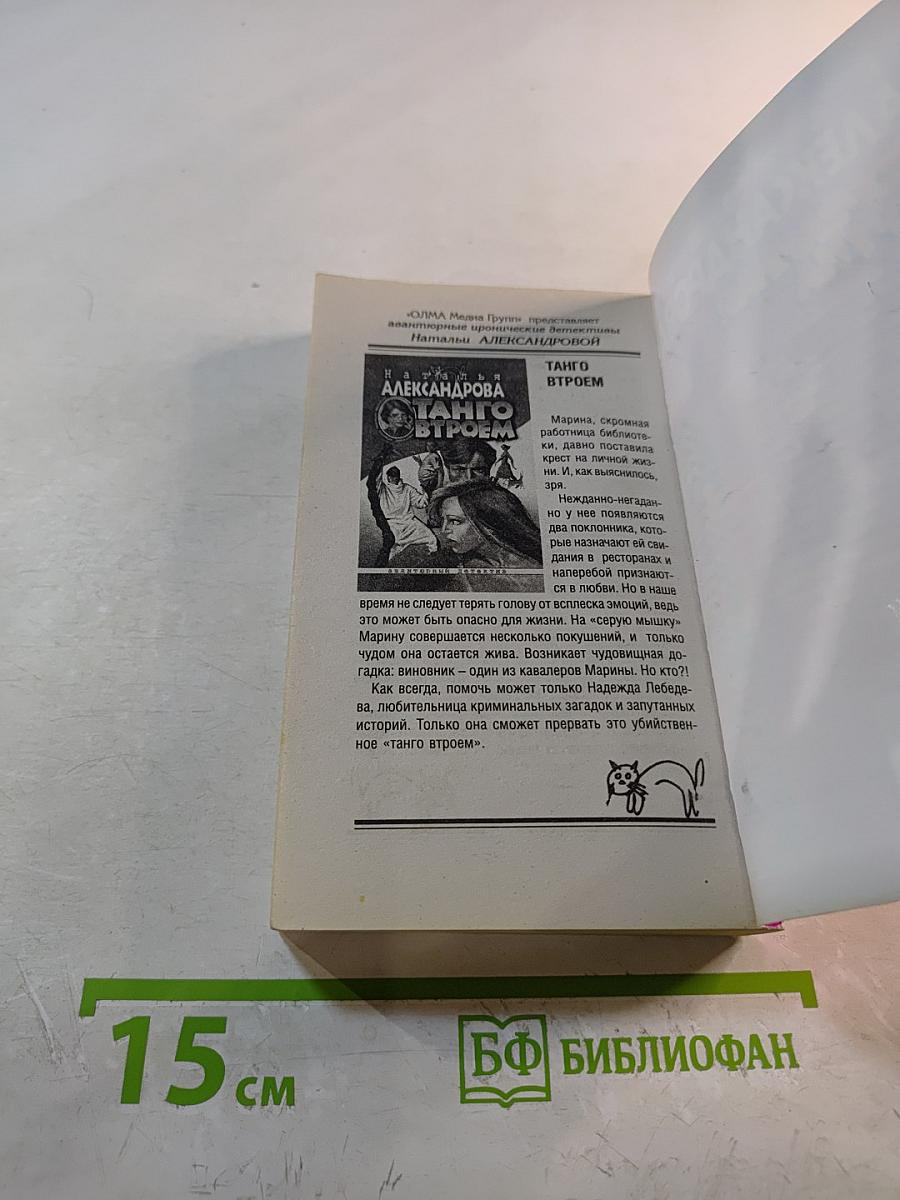 «ОЛМА Медиа Групп» представляет
авантюрные иронические детективы
Натальи АЛЕКСАНДРОВОЙ
Наталья
АЛЕКСАНДРОВА
ТАНГО
ВТРОЕМ
авантюрный детектив
ТАНГО
ВТРОЕМ
Марина, скромная
работница библиоте-
ки, давно поставила
крест на личной жиз-
ни. И, как выяснилось,
зря.
Нежданно-негадан-
но у нее появляются
два поклонника, кото-
рые назначают ей сви-
дания в ресторанах и
наперебой признают-
ся в любви. Но в наше
время не следует терять голову от всплеска эмоций, ведь
это может быть опасно для жизни. На «серую мышку»
Марину совершается несколько покушений, и только
чудом она остается жива. Возникает чудовищная до-
гадка: виновник – один из кавалеров Марины. Но кто?!
Как всегда, помочь может только Надежда Лебеде-
ва, любительница криминальных загадок и запутанных
историй. Только она сможет прервать это убийствен-
ное «танго втроем».
15 см
БФ БИБЛИОФАН